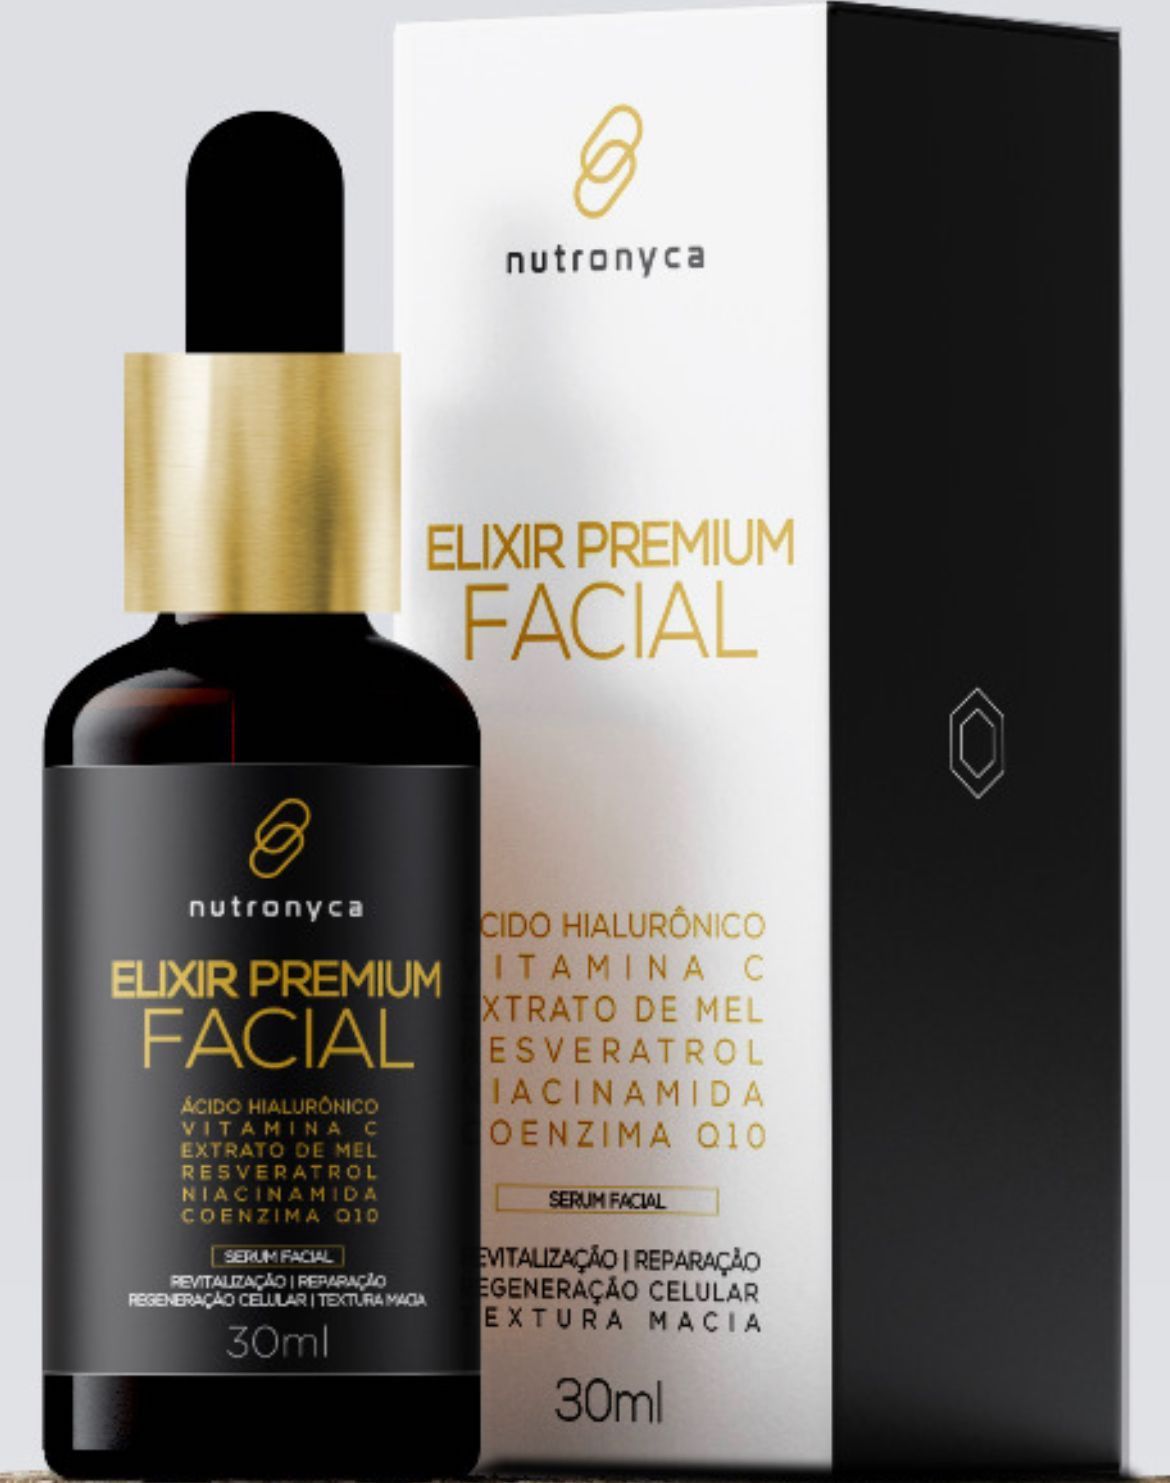 nutronyca
ELIXIR PREMIUM
FACIAL
ÁCIDO HIALURÔNICO
VITAMINA C
EXTRATO DE MEL
RESVERATROL
NIACINAMIDA
COENZIMA Q10
SERUM FACIAL
REVITALIZAÇÃO | REPARAÇÃO
REGENERAÇÃO CELULAR | TEXTURA MACIA
30ml
nutronyca
ELIXIR PREMIUM
FACIAL
CIDO HIALURÔNICO
ITAMINA C
XTRATO DE MEL
ESVERATROL
IACINAMIDA
OENZIMA Q10
SERUM FACIAL
EVITALIZAÇÃO | REPARAÇÃO
EGENERAÇÃO CELULAR
TEXTURA MACIA
30ml